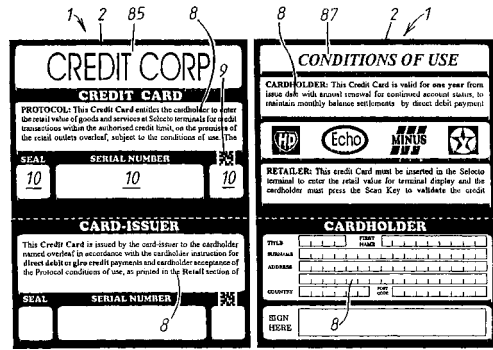 1 2 85 8
CREDIT CORP
9
CREDIT CARD
PROTOCOL: This Credit Card entitles the cardholder to enter
the retail value of goods and services at Selecto terminals for credit
transactions within the authorised credit limit, on the premises of
the retail outlets overleaf, subject to the conditions of use. The
SEAL SERIAL NUMBER
10 10 10
CARD-ISSUER
This Credit Card is issued by the card-issuer to the cardholder
named overleaf in accordance with the cardholder instruction for
direct debit or giro credit payments and cardholder acceptance of
the Protocol conditions of use, as printed in the Retail section of
SEAL SERIAL NUMBER
8
8 87 2 1
CONDITIONS OF USE
CARDHOLDER: This Credit Card is valid for one year from
issue date with annual renewal for continued account status, to
maintain monthly balance settlements by direct debit payment
HP Echo MINUS
RETAILER: This credit Card must be inserted in the Selecto
terminal to enter the retail value for terminal display and the
cardholder must press the Scan Key to validate the credit
CARDHOLDER
TITLE FIRST NAME
SURNAME
ADDRESS
COUNTRY POST CODE
SIGN HERE
8